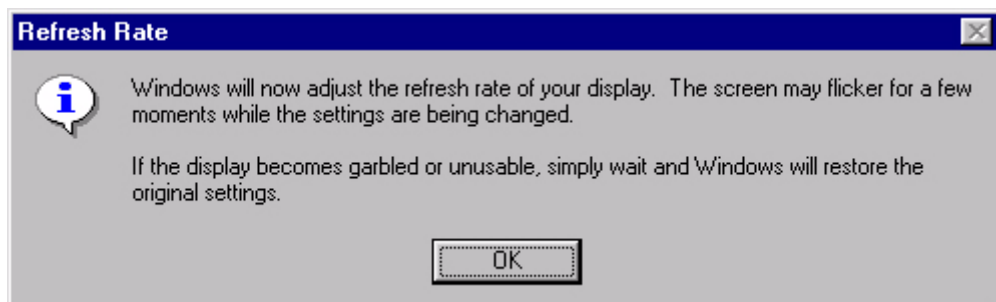 Refresh Rate
Windows will now adjust the refresh rate of your display.  The screen may flicker for a few
moments while the settings are being changed.
If the display becomes garbled or unusable, simply wait and Windows will restore the
original settings.
OK